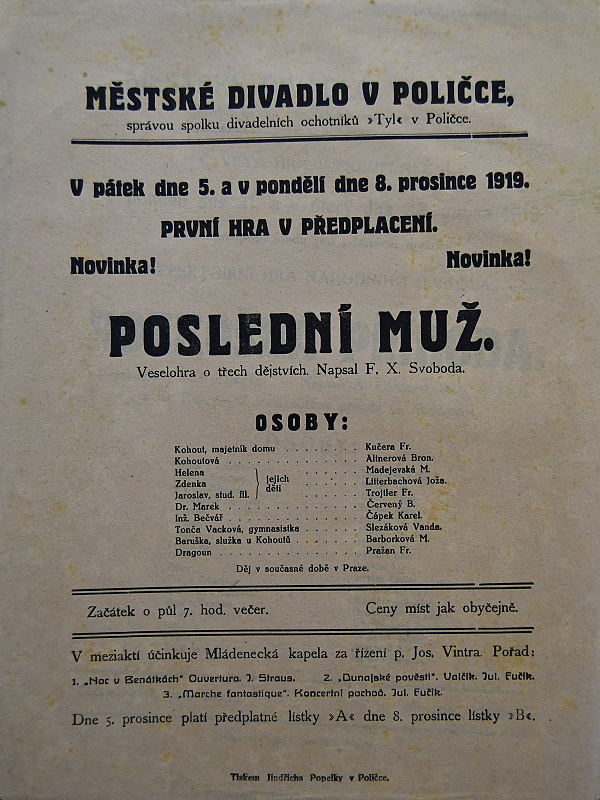 MĚSTSKÉ DIVADLO V POLIČCE,
správou spolku divadelních ochotníků »Tyl« v Poličce.
V pátek dne 5. a v pondělí dne 8. prosince 1919.
PRVNÍ HRA V PŘEDPLACENÍ.
Novinka! Novinka!
POSLEDNÍ MUŽ.
Veselohra o třech dějstvích. Napsal F. X. Svoboda.
OSOBY:
Kohout, majetník domu . . . . . . . . Kučera Fr.
Kohoutová . . . . . . . . . . . . . . Altnerová Bron.
Helena . . . . . . Madejevská M.
Zdenka } jejich děti . . . . . . Litterbachová Joža.
Jaroslav, stud. fil. . . . . . . Trojtler Fr.
Dr. Marek . . . . . . . . . . . . . . Červený B.
Inž. Bečvář . . . . . . . . . . . . . Čápek Karel.
Tonča Vacková, gymnasistka . . . . . . Slezáková Vanda.
Baruška, služka u Kohoutů . . . . . . Barborková M.
Dragoun . . . . . . . . . . . . . . . Pražan Fr.
Děj v současné době v Praze.
Začátek o půl 7. hod. večer. Ceny míst jak obyčejně.
V meziaktí účinkuje Mládenecká kapela za řízení p. Jos. Vintra. Pořad:
1. „Noc v Benátkách" Ouvertura. J. Straus. 2. „Dunajské pověsti". Valčík. Jul. Fučík.
3. „Marche fantastique". Koncertní pochod. Jul. Fučík.
Dne 5. prosince platí předplatné lístky »A« dne 8. prosince lístky »B«.
Tiskem Jindřicha Popelky v Poličce.